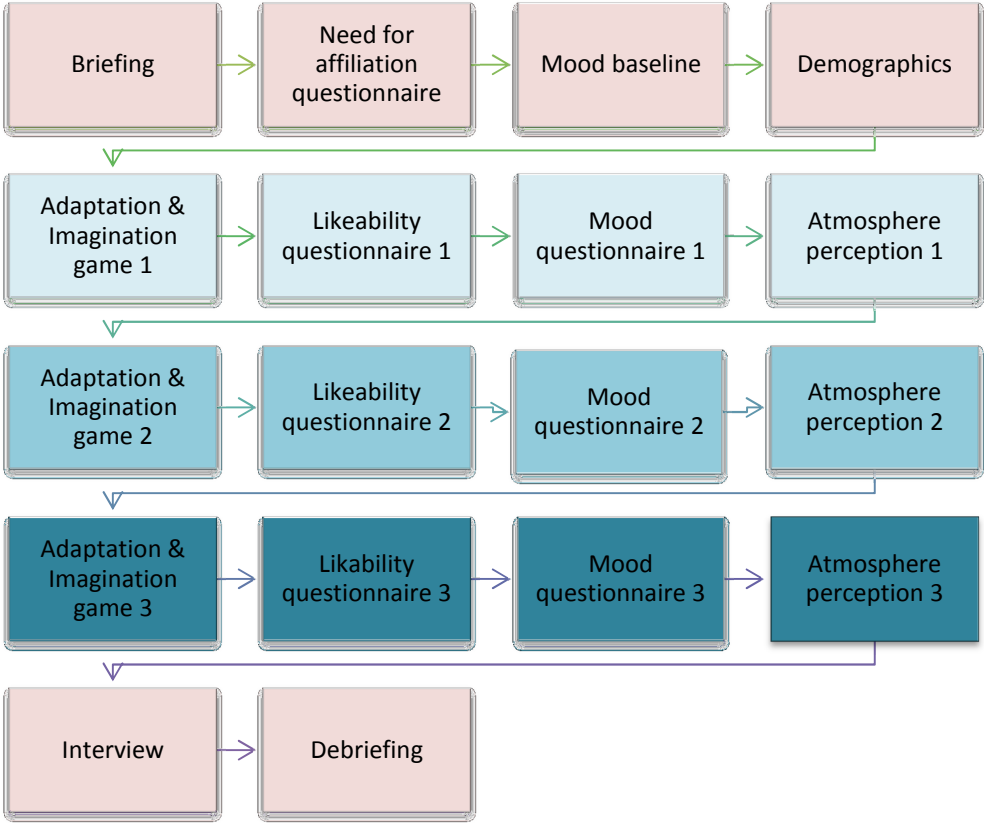 Briefing
Need for
affiliation
questionnaire
Mood baseline
Demographics
Adaptation &
Imagination
game 1
Likeability
questionnaire 1
Mood
questionnaire 1
Atmosphere
perception 1
Adaptation &
Imagination
game 2
Likeability
questionnaire 2
Mood
questionnaire 2
Atmosphere
perception 2
Adaptation &
Imagination
game 3
Likability
questionnaire 3
Mood
questionnaire 3
Atmosphere
perception 3
Interview
Debriefing